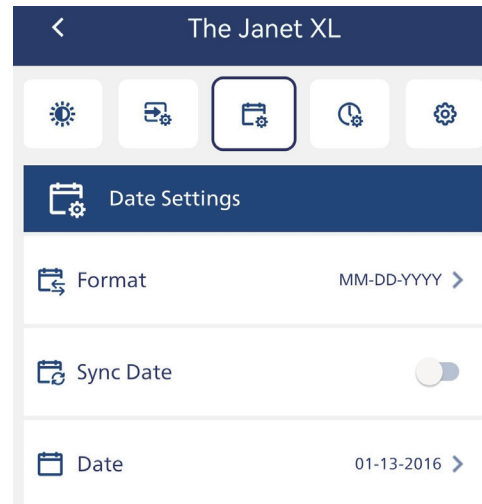 The Janet XL
Date Settings
Format MM-DD-YYYY
Sync Date
Date 01-13-2016